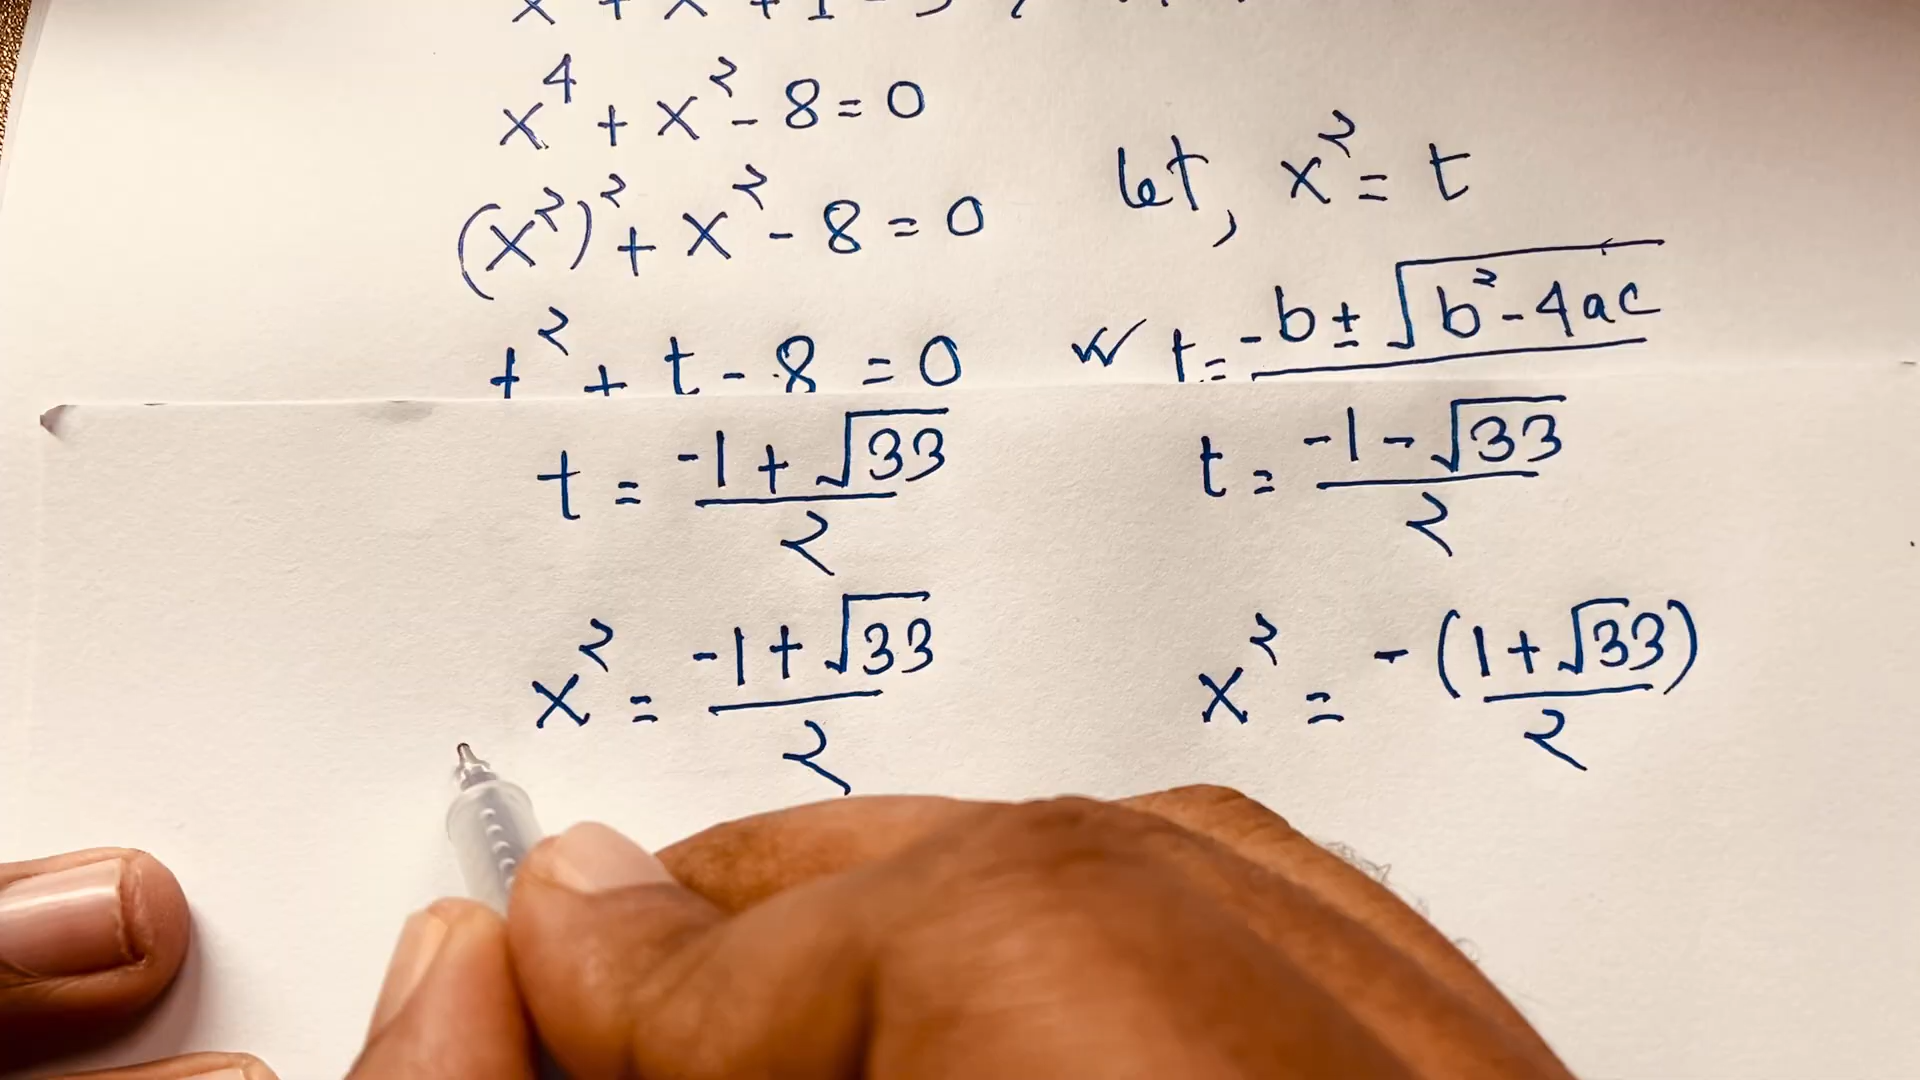 x⁴ + x² - 8 = 0
let, x² = t
(x²)² + x² - 8 = 0
t = -b ± √(b² - 4ac)
t² + t - 8 = 0
t = (-1 + √33)/2
t = (-1 - √33)/2
x² = (-1 + √33)/2
x² = -(1 + √33)/2